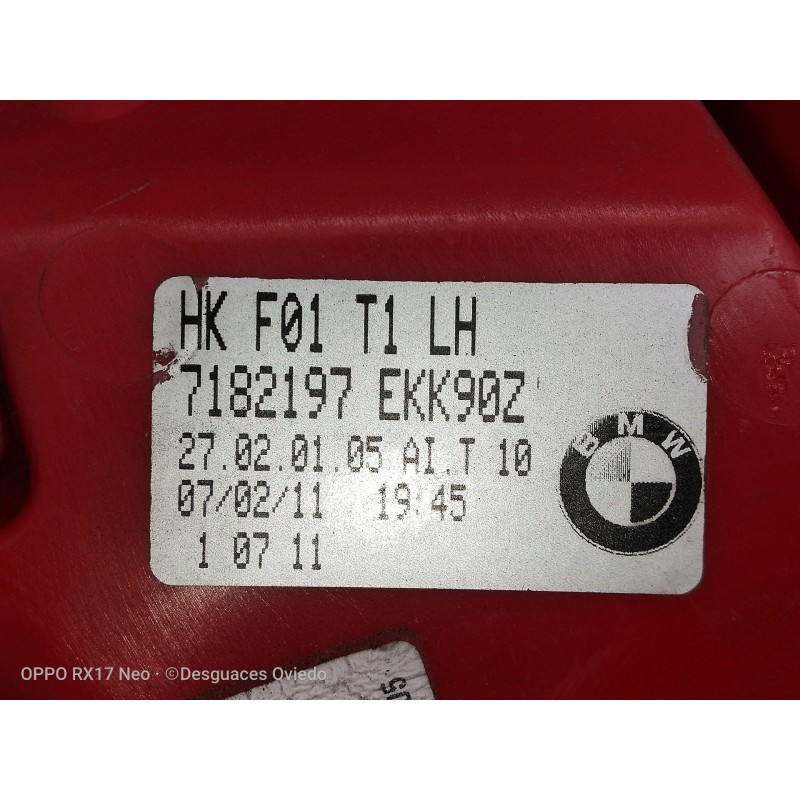 HK F01 T1 LH
7182197 EKK90Z
27.02.01.05 AI.T 10
07/02/11 19:45
1 07 11
BMW
OPPO RX17 Neo · ©Desguaces Oviedo